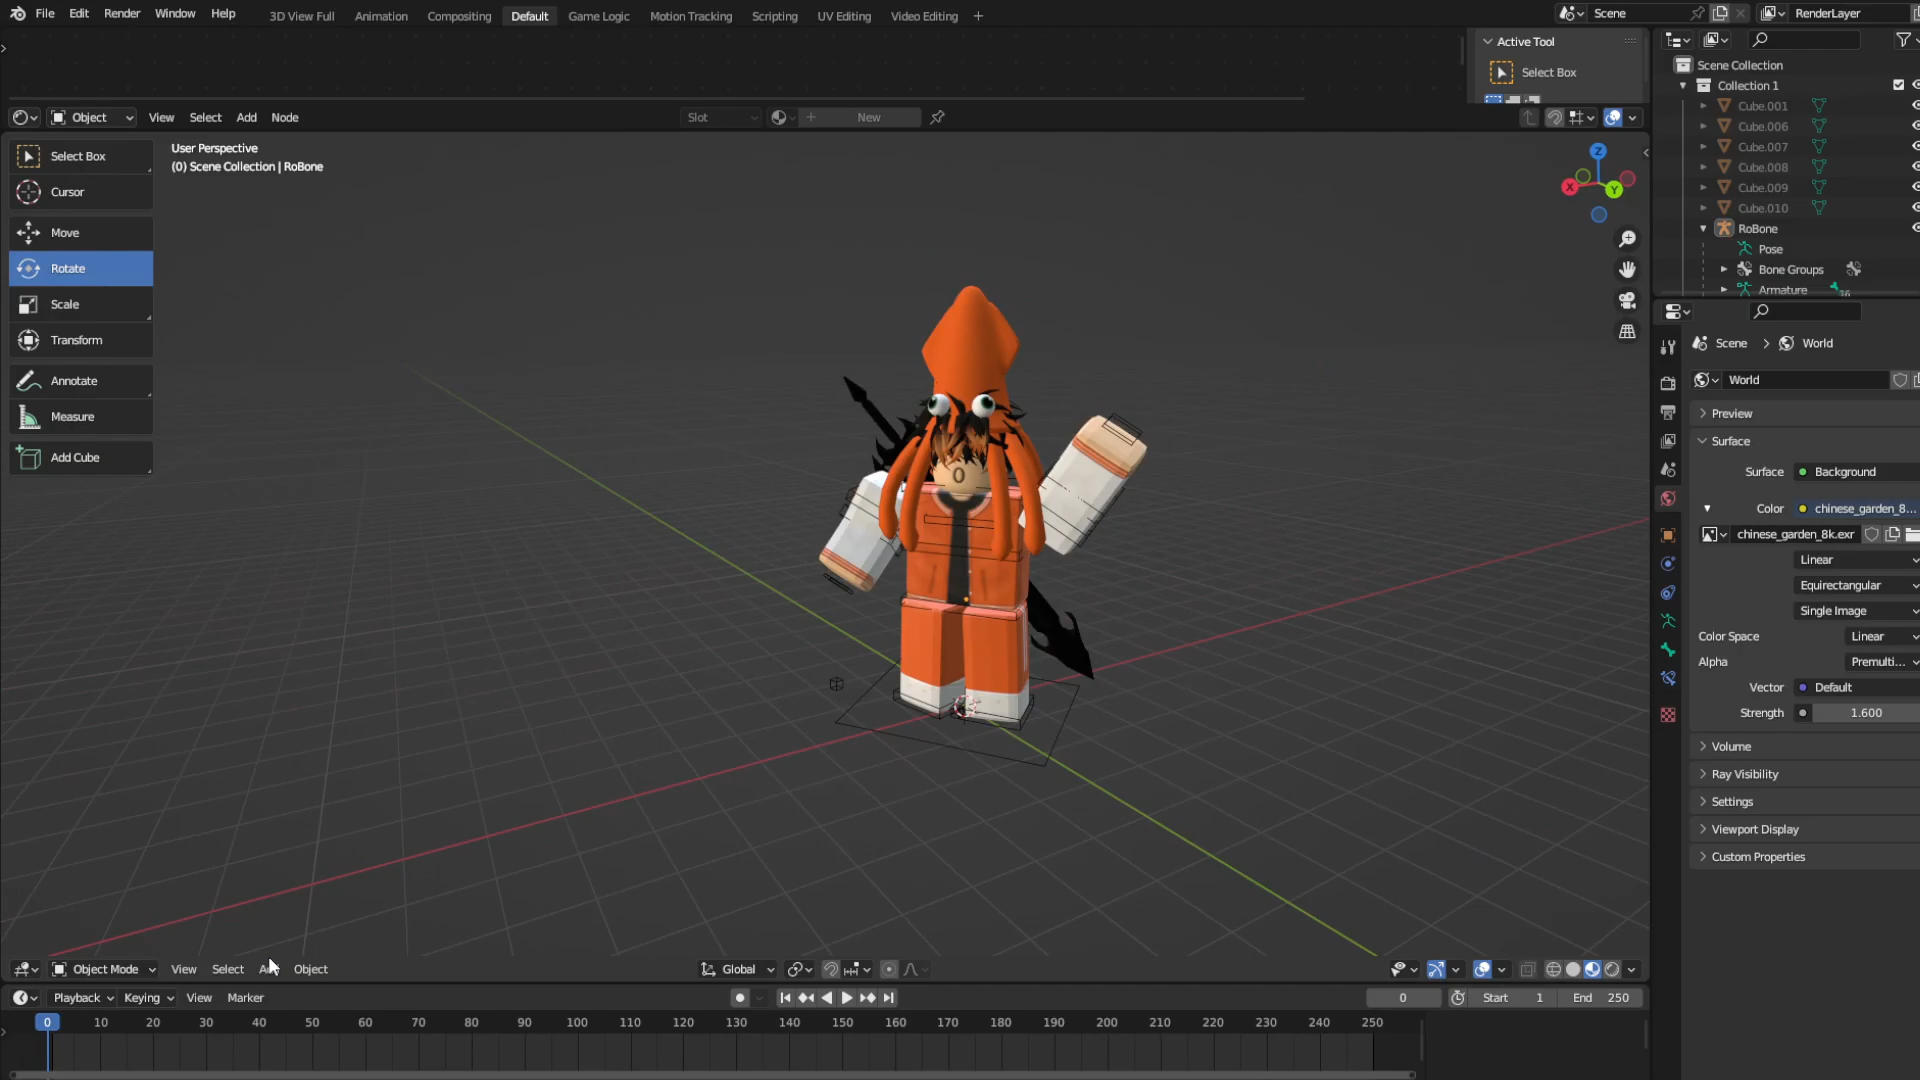 File Edit Render Window Help 3D View Full Animation Compositing Default Game Logic Motion Tracking Scripting UV Editing Video Editing + Scene RenderLayer
Active Tool
Select Box
Object View Select Add Node Slot New
User Perspective
(0) Scene Collection | RoBone
Select Box
Cursor
Move
Rotate
Scale
Transform
Annotate
Measure
Add Cube
Z
X
Y
Scene Collection
Collection 1
Cube.001
Cube.006
Cube.007
Cube.008
Cube.009
Cube.010
RoBone
Pose
Bone Groups
Armature
Scene > World
World
Preview
Surface
Surface Background
Color chinese_garden_8...
chinese_garden_8k.exr
Linear
Equirectangular
Single Image
Color Space Linear
Alpha Premulti...
Vector Default
Strength 1.600
Volume
Ray Visibility
Settings
Viewport Display
Custom Properties
Object Mode View Select Object Global
Playback Keying View Marker 0 Start 1 End 250
0 10 20 30 40 50 60 70 80 90 100 110 120 130 140 150 160 170 180 190 200 210 220 230 240 250